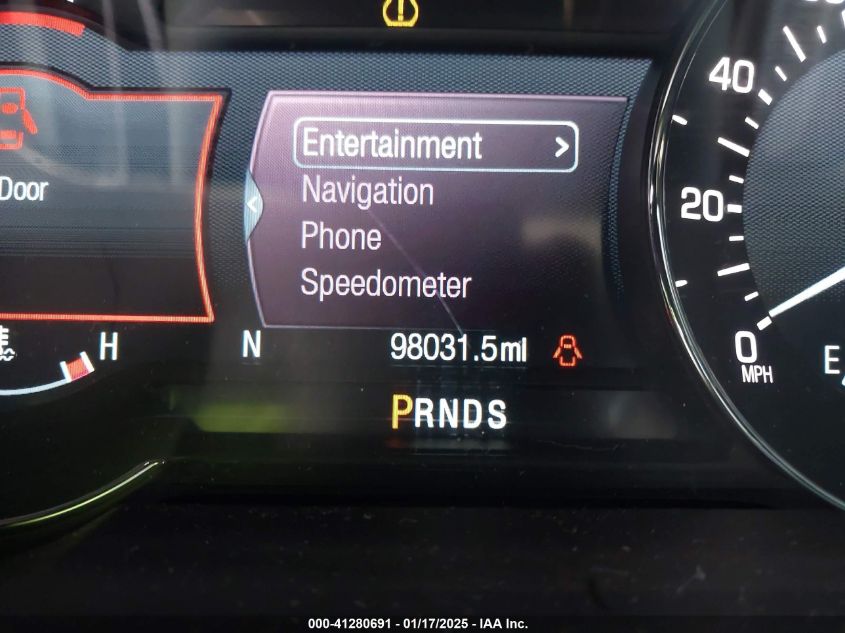 Entertainment >
Navigation
Phone
Speedometer
Door
H
N
98031.5mi
PRNDS
40
20
0
MPH
E
000-41280691 - 01/17/2025 - IAA Inc.